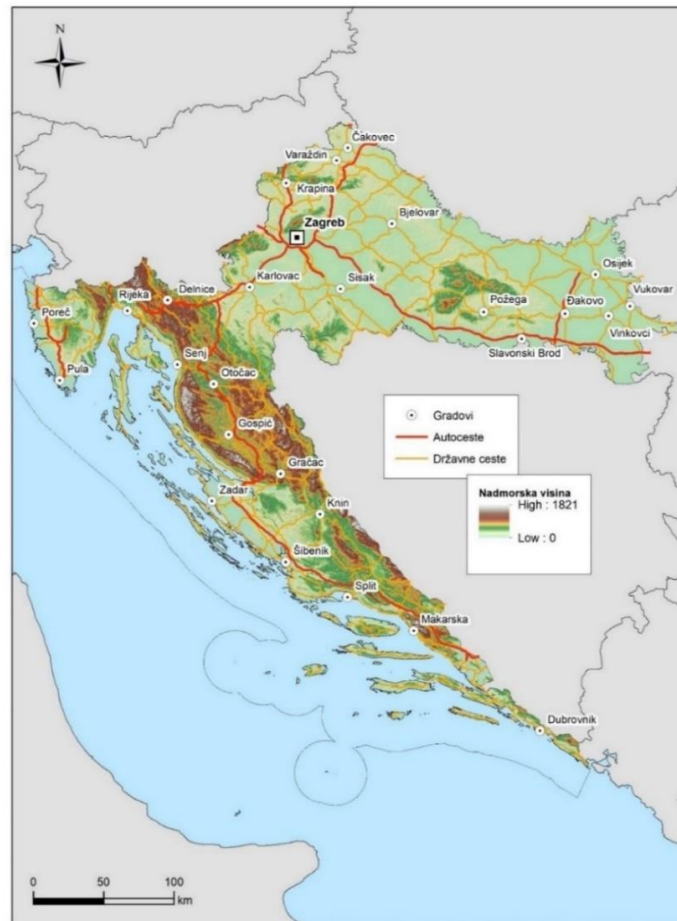 N
Čakovec
Varaždin
Krapina
Zagreb
Bjelovar
Karlovac
Sisak
Osijek
Vukovar
Požega
Đakovo
Vinkovci
Slavonski Brod
Delnice
Rijeka
Poreč
Pula
Senj
Otočac
Gospić
Gračac
Zadar
Knin
Šibenik
Split
Makarska
Dubrovnik
Gradovi
Autoceste
Državne ceste
Nadmorska visina
High : 1821
Low : 0
0 50 100
km